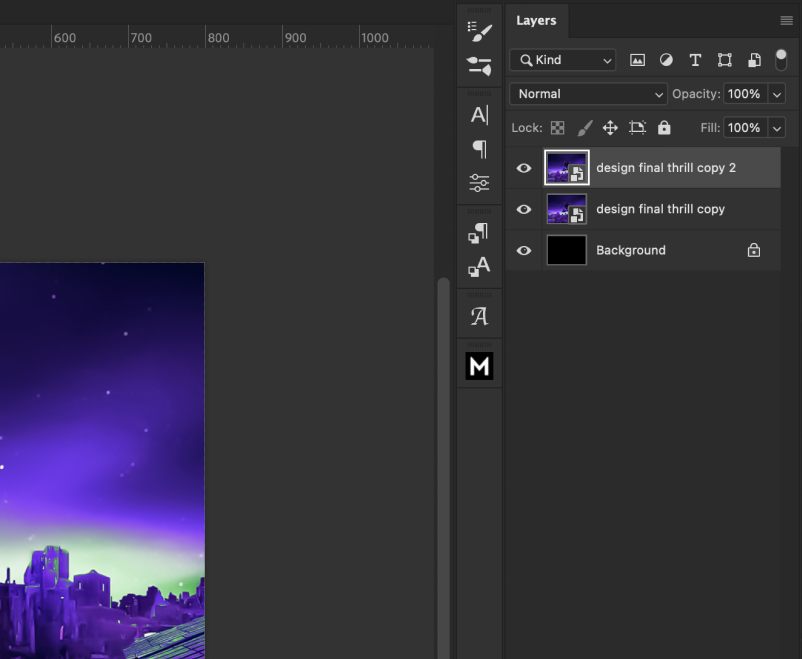 Layers
600 700 800 900 1000
Kind
T
Normal Opacity: 100%
A
Lock: Fill: 100%
design final thrill copy 2
design final thrill copy
Background
A
A
M